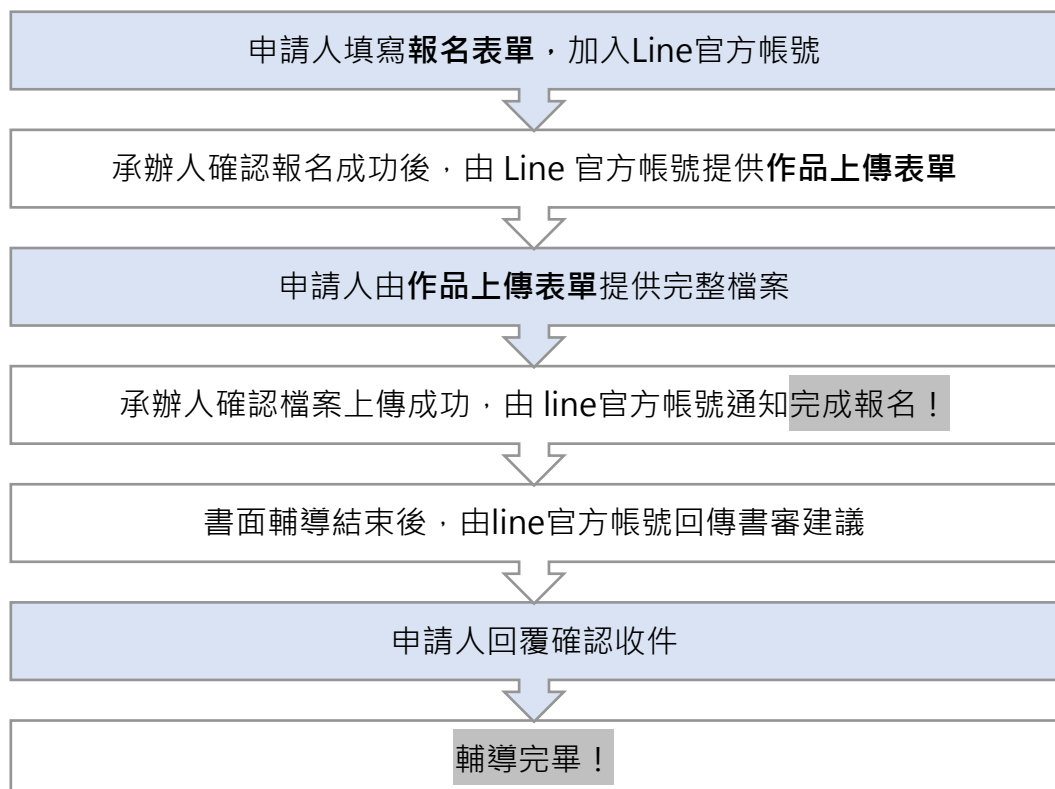 申請人填寫報名表單，加入Line官方帳號
承辦人確認報名成功後，由 Line 官方帳號提供作品上傳表單
申請人由作品上傳表單提供完整檔案
承辦人確認檔案上傳成功，由 line官方帳號通知完成報名！
書面輔導結束後，由line官方帳號回傳書審建議
申請人回覆確認收件
輔導完畢！